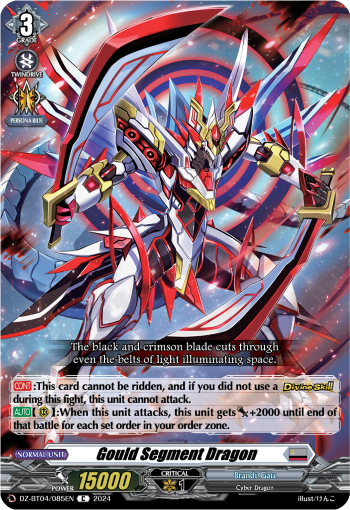 3
GRADE
TWINDRIVE
PERSONA RIDE
The black and crimson blade cuts through
even the belts of light illuminating space.
CONT:This card cannot be ridden, and if you did not use a Divine Skill
during this fight, this unit cannot attack.
AUTO:When this unit attacks, this unit gets +2000 until end of
that battle for each set order in your order zone.
NORMAL UNIT
Gould Segment Dragon
POWER 15000
CRITICAL
1
Brandt Gate
Cyber Dragon
DZ-BT04/085EN C 2024
illust/けんこ